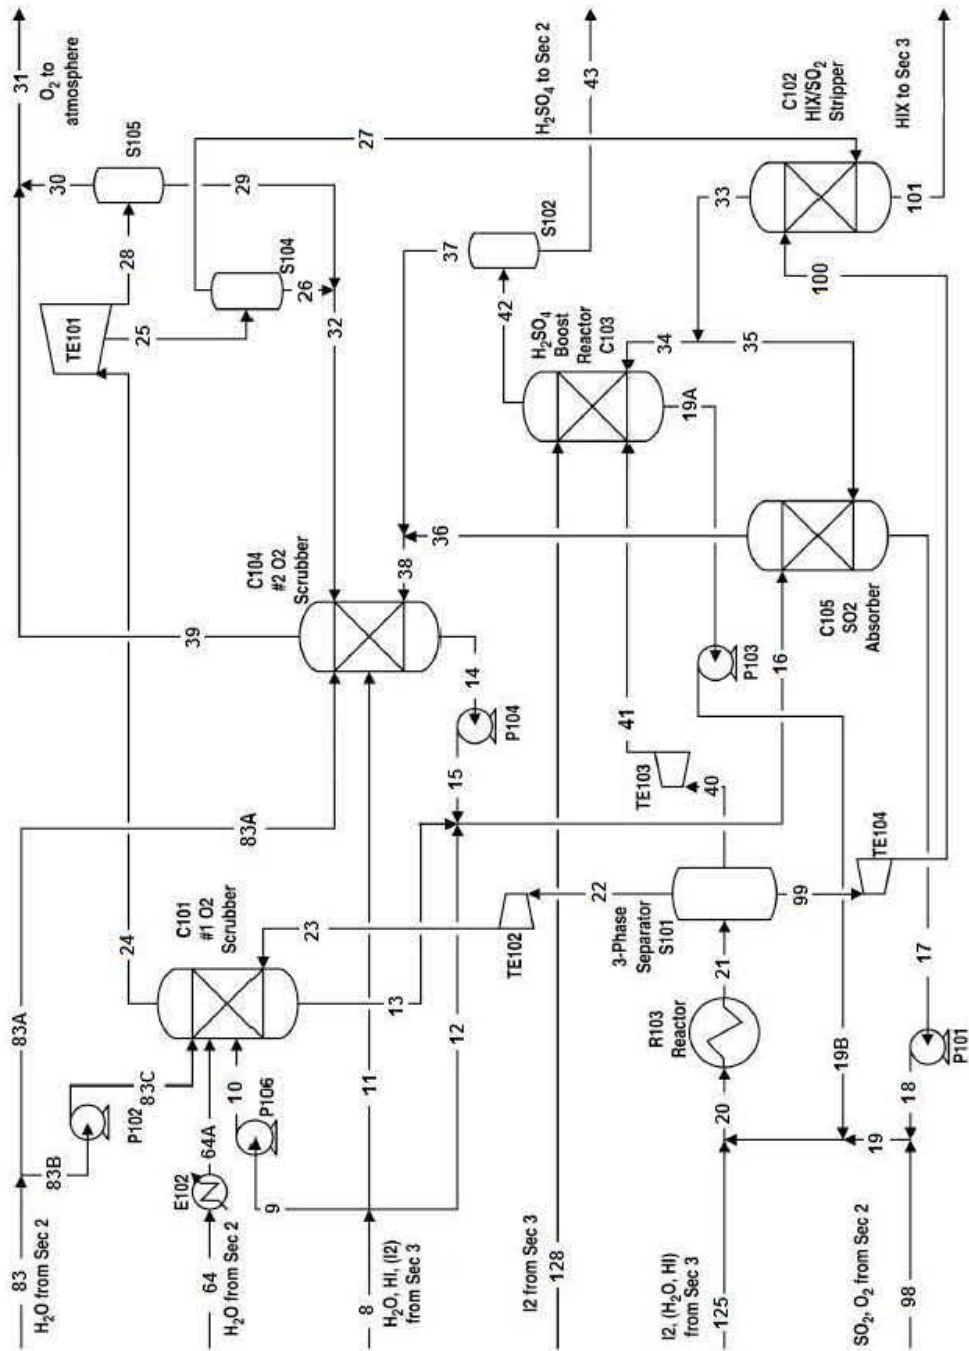 83
H2O from Sec 2
83B
P102
83C
83A
83A
64
H2O from Sec 2
E102
64A
9
10
P106
C101
#1 O2
Scrubber
24
8
H2O, HI, (I2)
from Sec 3
11
12
13
23
TE102
22
C104
#2 O2
Scrubber
39
38
14
P104
15
TE101
25
28
S105
30
29
31
O2 to
atmosphere
S104
26
27
32
I2 from Sec 3
128
I2, (H2O, HI)
from Sec 3
125
20
R103
Reactor
21
3-Phase
Separator
S101
99
TE104
40
TE103
41
P103
16
19A
19B
H2SO4
Boost
Reactor
C103
42
S102
37
H2SO4 to Sec 2
43
34
35
36
C105
SO2
Absorber
33
C102
HIX/SO2
Stripper
100
101
HIX to Sec 3
SO2, O2 from Sec 2
98
19
18
P101
17